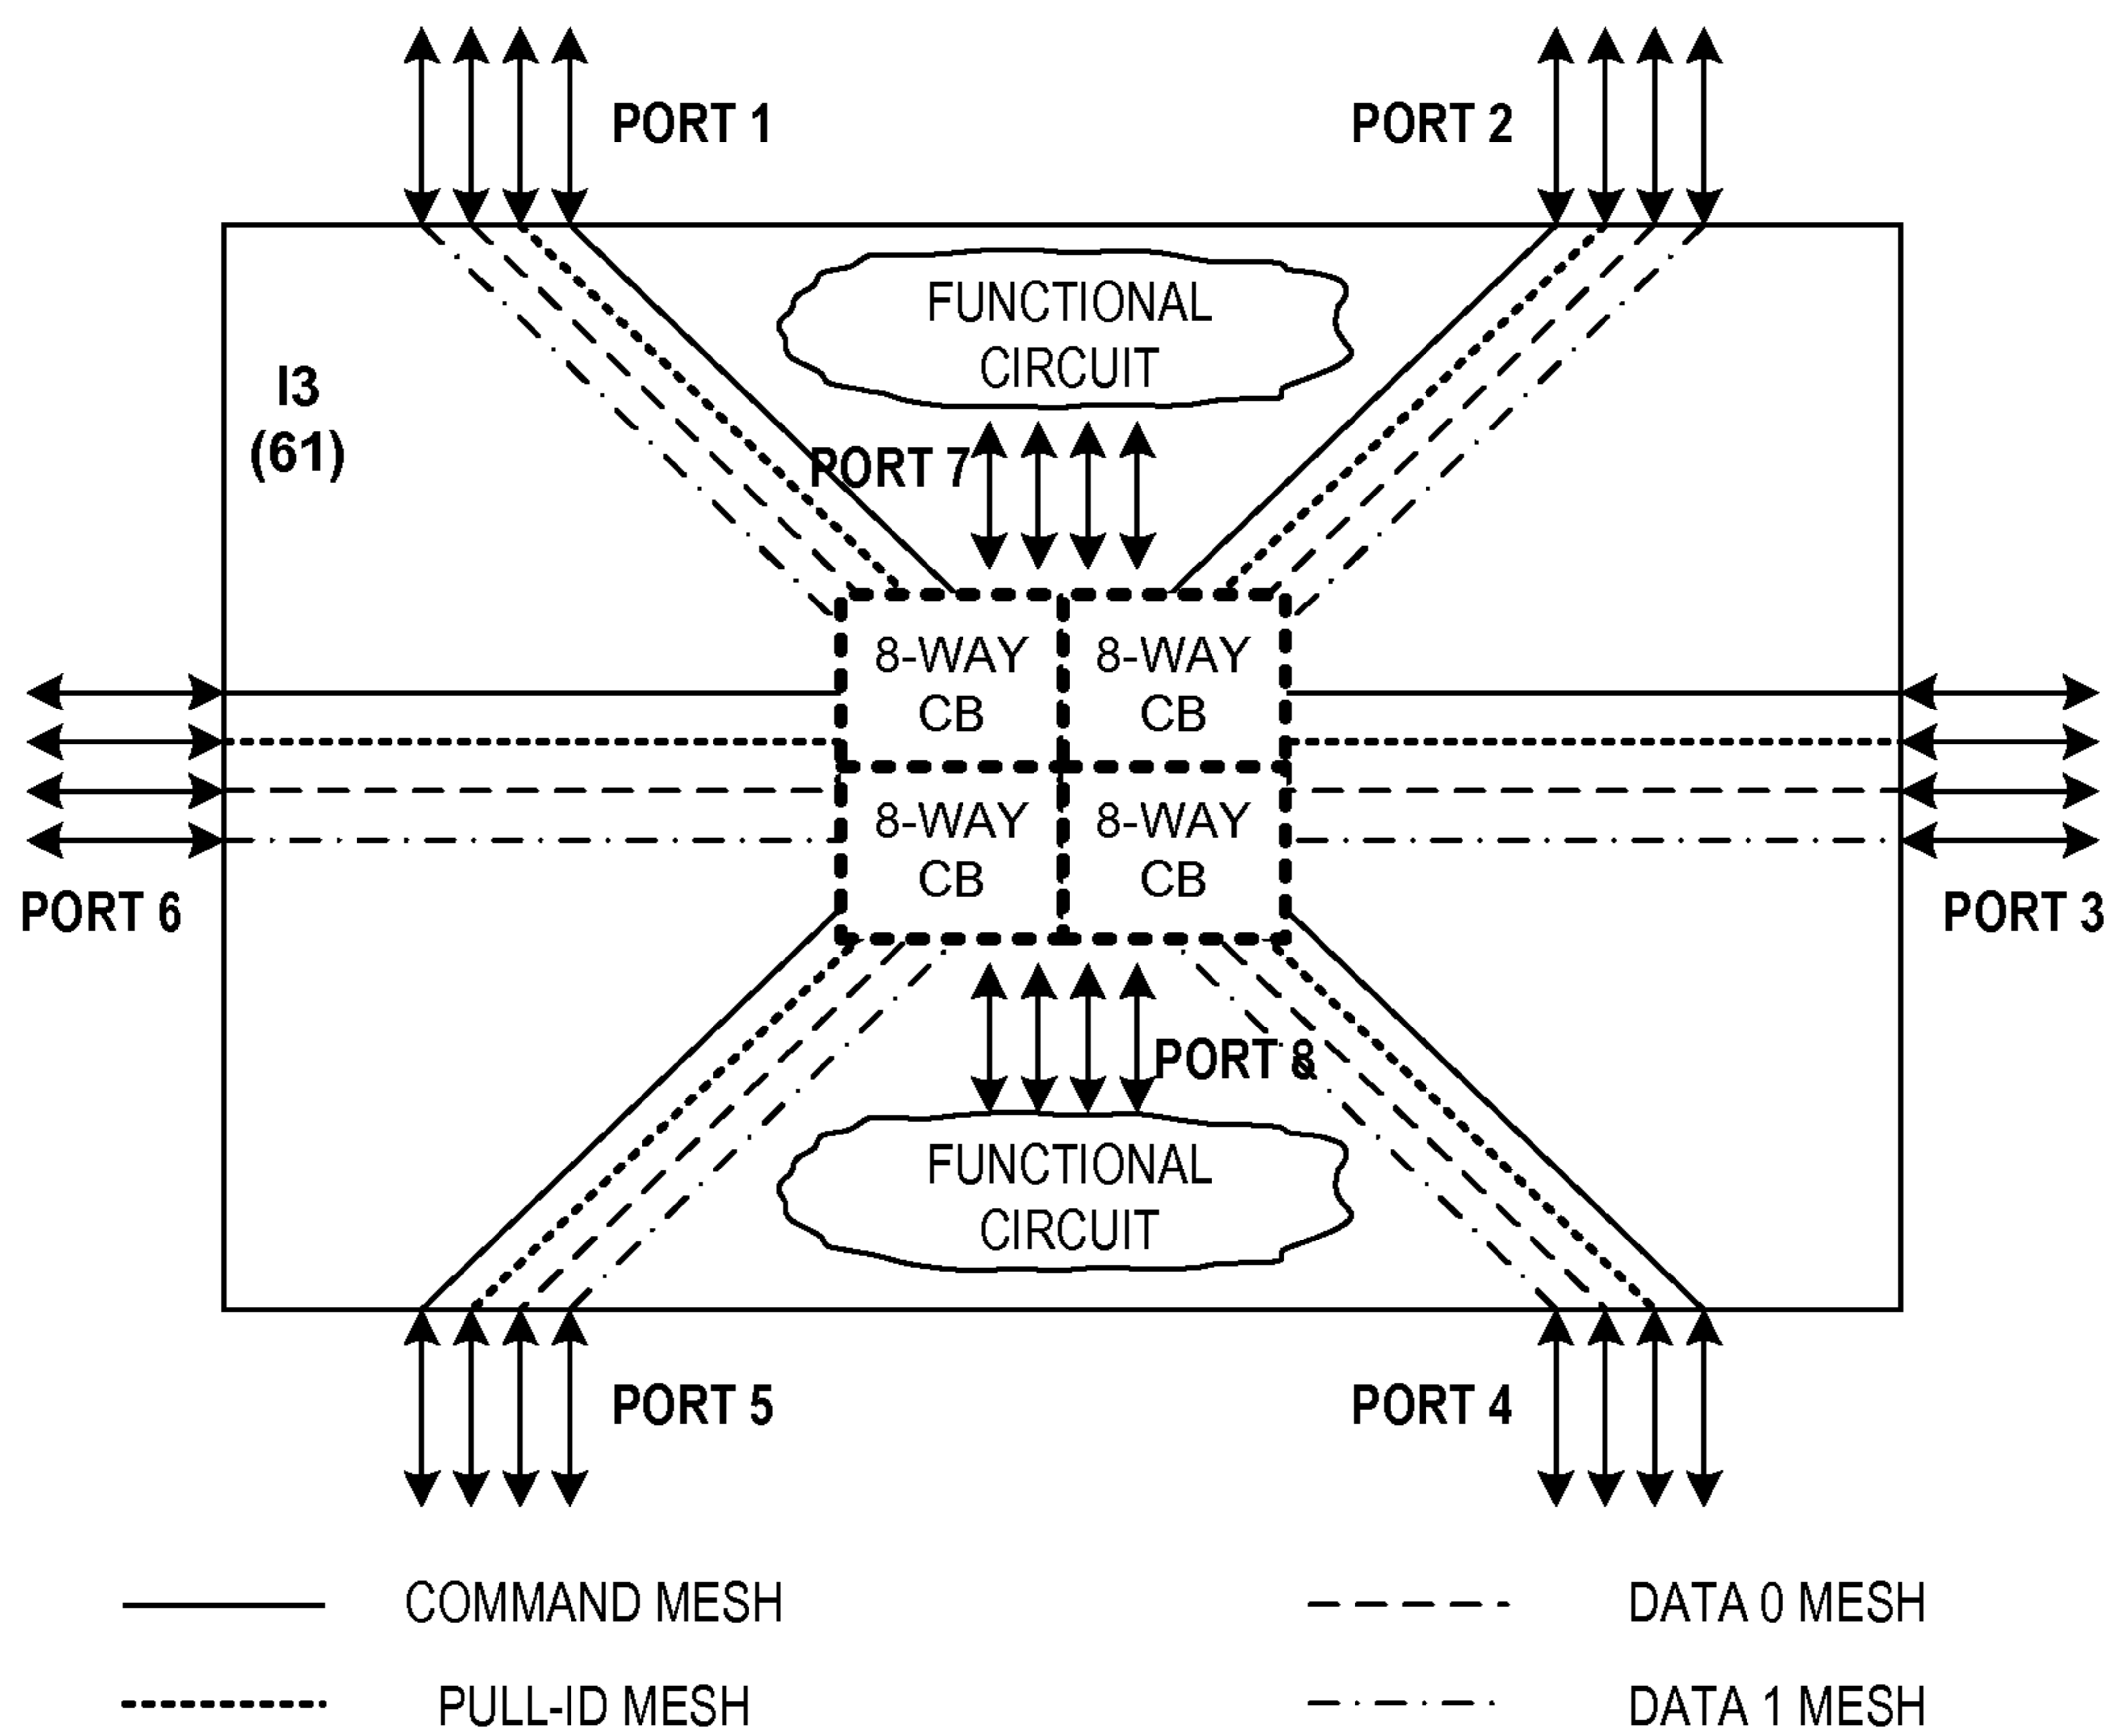 PORT 1
PORT 2
FUNCTIONAL
CIRCUIT
I3
(61)
PORT 7
8-WAY
CB
8-WAY
CB
8-WAY
CB
8-WAY
CB
PORT 6
PORT 3
PORT 8
FUNCTIONAL
CIRCUIT
PORT 5
PORT 4
COMMAND MESH
DATA 0 MESH
PULL-ID MESH
DATA 1 MESH